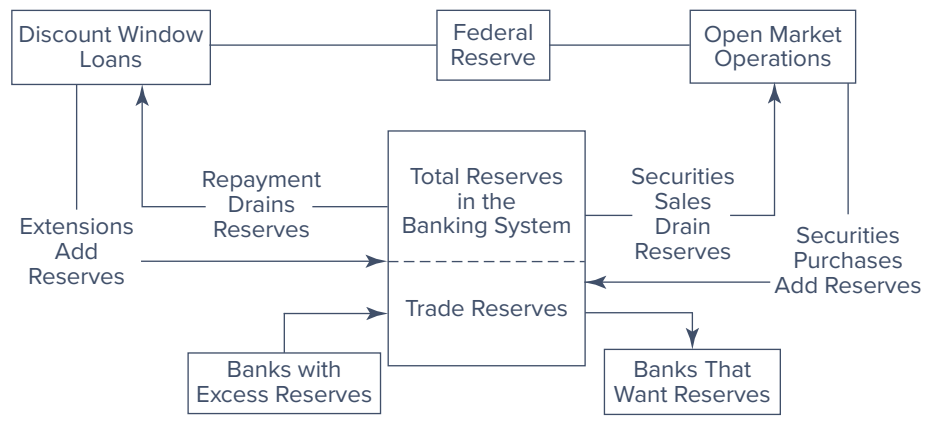 Discount Window
Loans
Federal
Reserve
Open Market
Operations
Repayment
Drains
Reserves
Total Reserves
in the
Banking System
Securities
Sales
Drain
Reserves
Extensions
Add
Reserves
Securities
Purchases
Add Reserves
Trade Reserves
Banks with
Excess Reserves
Banks That
Want Reserves